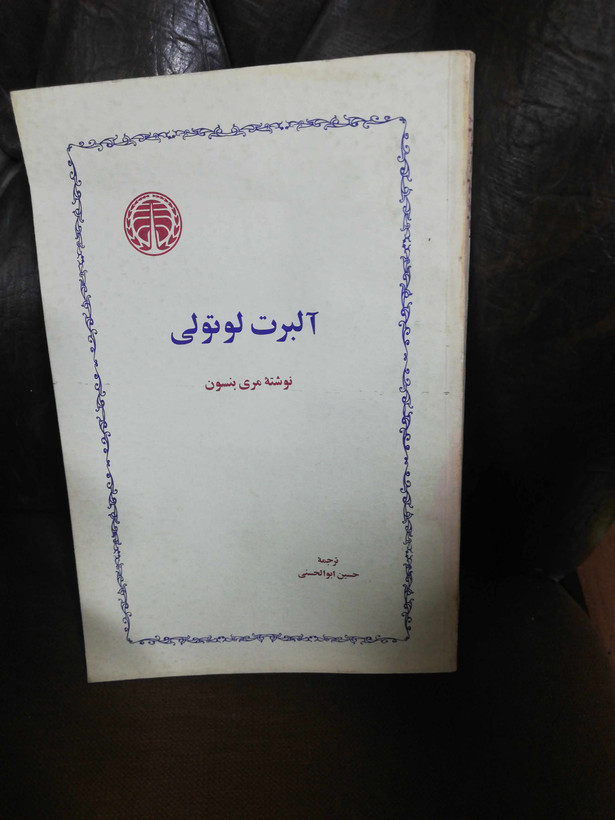 آلبرت لوتولی
نوشتهٔ مری بنسون
ترجمهٔ
حسین ابوالحسنی